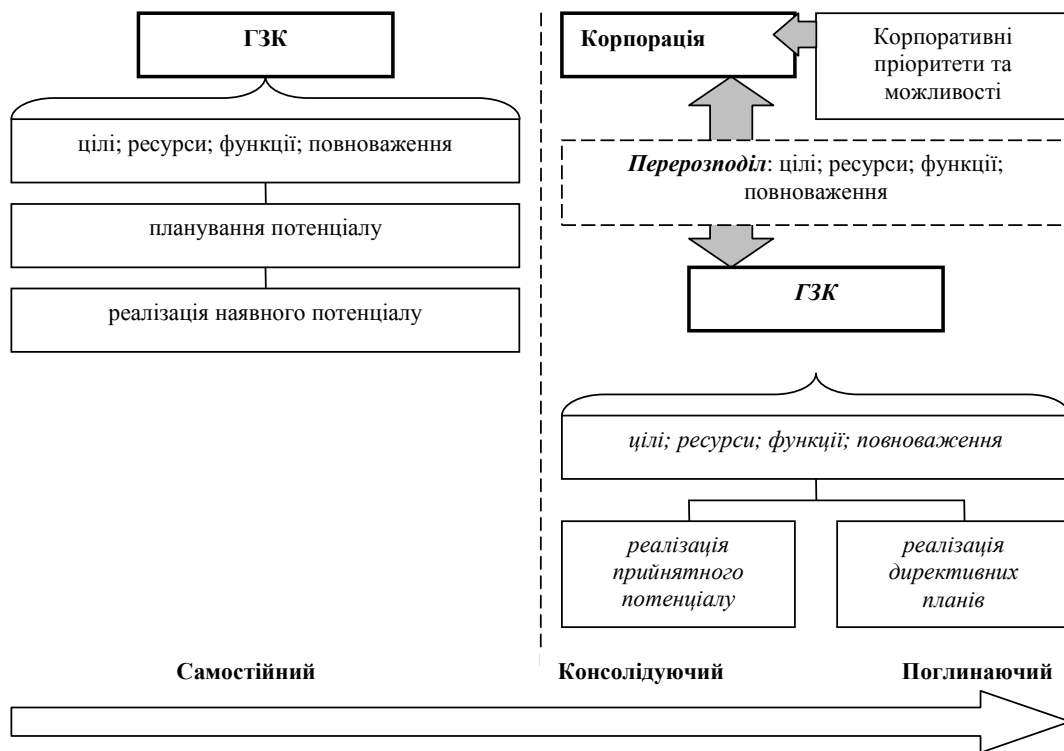 ГЗК
цілі; ресурси; функції; повноваження
планування потенціалу
реалізація наявного потенціалу
Корпорація
Корпоративні
пріоритети та
можливості
Перерозподіл: цілі; ресурси; функції;
повноваження
ГЗК
цілі; ресурси; функції; повноваження
реалізація
прийнятного
потенціалу
реалізація
директивних
планів
Самостійний
Консолідуючий
Поглинаючий